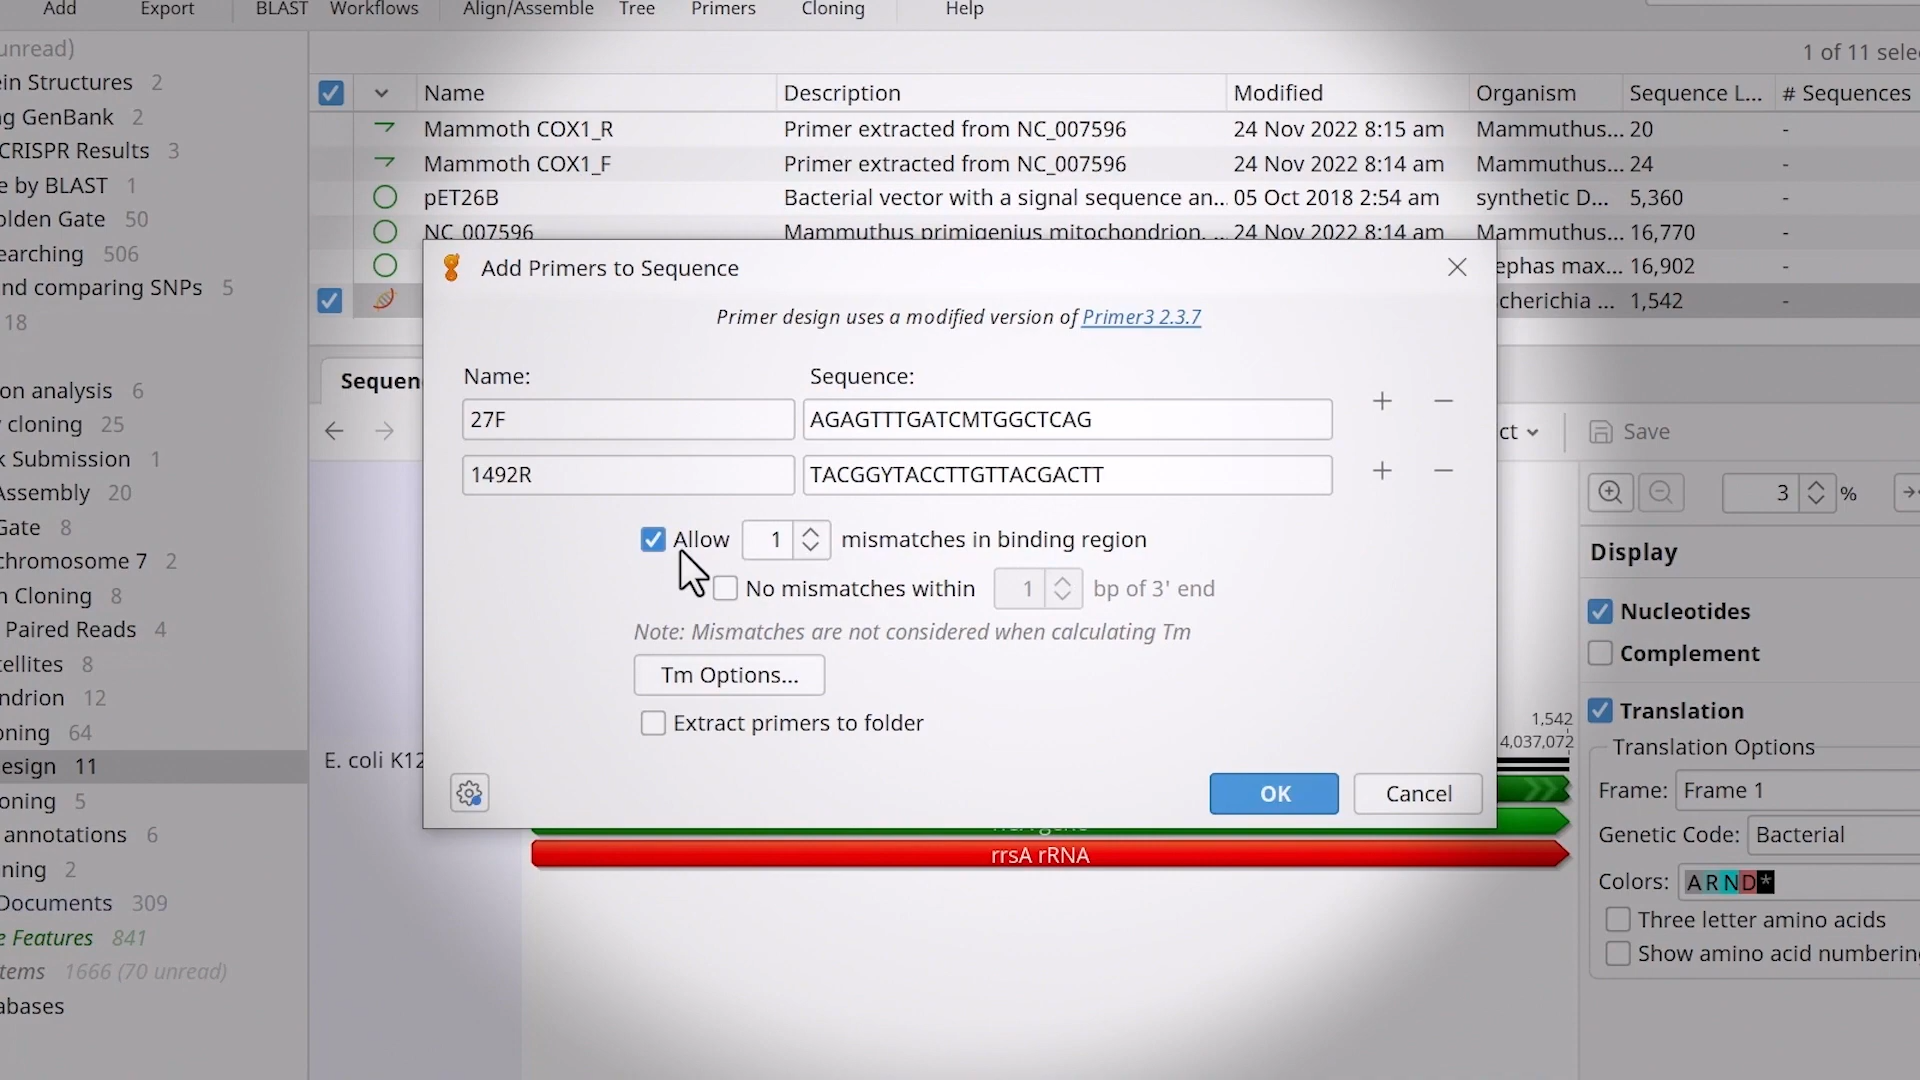 Add Export BLAST Workflows Align/Assemble Tree Primers Cloning Help
unread)
1 of 11 sele
ein Structures 2
Name Description Modified Organism Sequence L... # Sequences
ng GenBank 2
Mammoth COX1_R Primer extracted from NC_007596 24 Nov 2022 8:15 am Mammuthus... 20 -
CRISPR Results 3
Mammoth COX1_F Primer extracted from NC_007596 24 Nov 2022 8:14 am Mammuthus... 24 -
e by BLAST 1
pET26B Bacterial vector with a signal sequence an... 05 Oct 2018 2:54 am synthetic D... 5,360 -
olden Gate 50
NC_007596 Mammuthus primigenius mitochondrion, ... 24 Nov 2022 8:14 am Mammuthus... 16,770 -
earching 506
ephas max... 16,902 -
nd comparing SNPs 5
cherichia ... 1,542 -
18
Add Primers to Sequence
Primer design uses a modified version of Primer3 2.3.7
Name: Sequence:
Sequen
on analysis 6
27F AGAGTTTGATCMTGGCTCAG + −
y cloning 25
ct Save
k Submission 1
1492R TACGGYTACCTTGTTACGACTT + −
Assembly 20
3 %
Gate 8
Allow 1 mismatches in binding region
Display
chromosome 7 2
No mismatches within 1 bp of 3' end
n Cloning 8
Nucleotides
Paired Reads 4
Note: Mismatches are not considered when calculating Tm
Complement
tellites 8
Tm Options...
ndrion 12
Translation
oning 64
Extract primers to folder
1,542
4,037,072
Translation Options
esign 11
E. coli K12
OK Cancel
Frame: Frame 1
oning 5
annotations 6
Genetic Code: Bacterial
rrsA rRNA
ning 2
Colors: A R N D *
Documents 309
Three letter amino acids
e Features 841
Show amino acid numberin
tems 1666 (70 unread)
abases